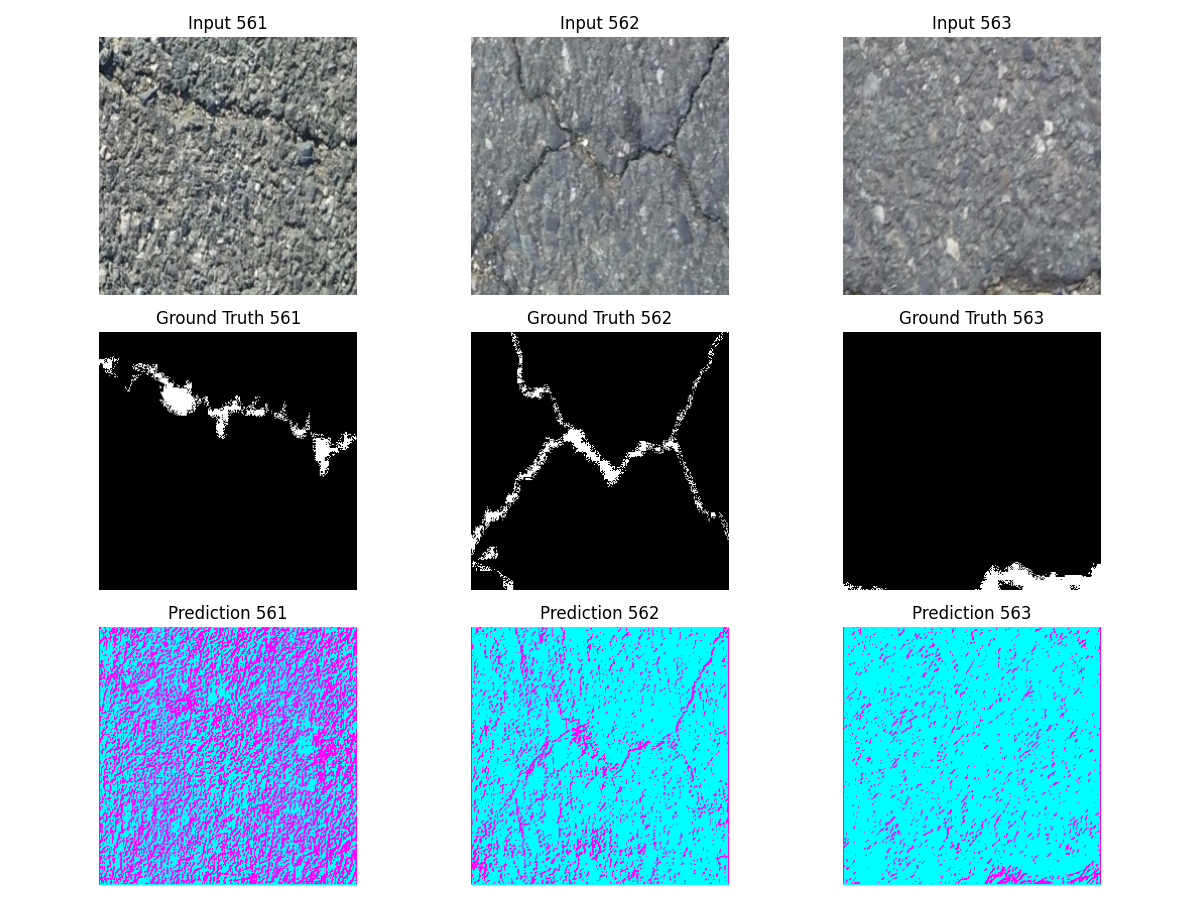 Input 561
Input 562
Input 563
Ground Truth 561
Ground Truth 562
Ground Truth 563
Prediction 561
Prediction 562
Prediction 563